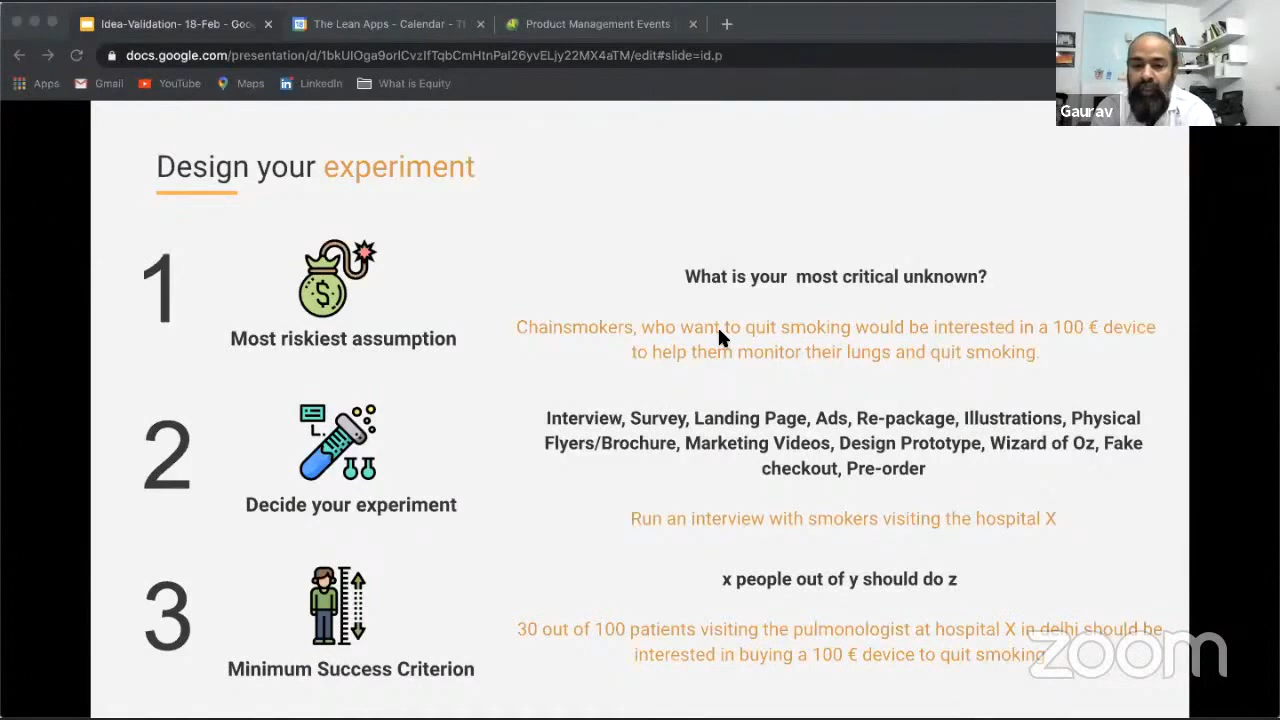 Idea-Validation- 18-Feb - Goo
The Lean Apps - Calendar - Tl
Product Management Events
docs.google.com/presentation/d/1bkUIOga9orlCvzIfTqbCmHtnPaI26yvELjy22MX4aTM/edit#slide=id.p
Apps
Gmail
YouTube
Maps
LinkedIn
What is Equity
Gaurav
Design your experiment
1
Most riskiest assumption
What is your most critical unknown?
Chainsmokers, who want to quit smoking would be interested in a 100 € device
to help them monitor their lungs and quit smoking.
2
Decide your experiment
Interview, Survey, Landing Page, Ads, Re-package, Illustrations, Physical
Flyers/Brochure, Marketing Videos, Design Prototype, Wizard of Oz, Fake
checkout, Pre-order
Run an interview with smokers visiting the hospital X
3
Minimum Success Criterion
x people out of y should do z
30 out of 100 patients visiting the pulmonologist at hospital X in delhi should be
interested in buying a 100 € device to quit smoking
zoom